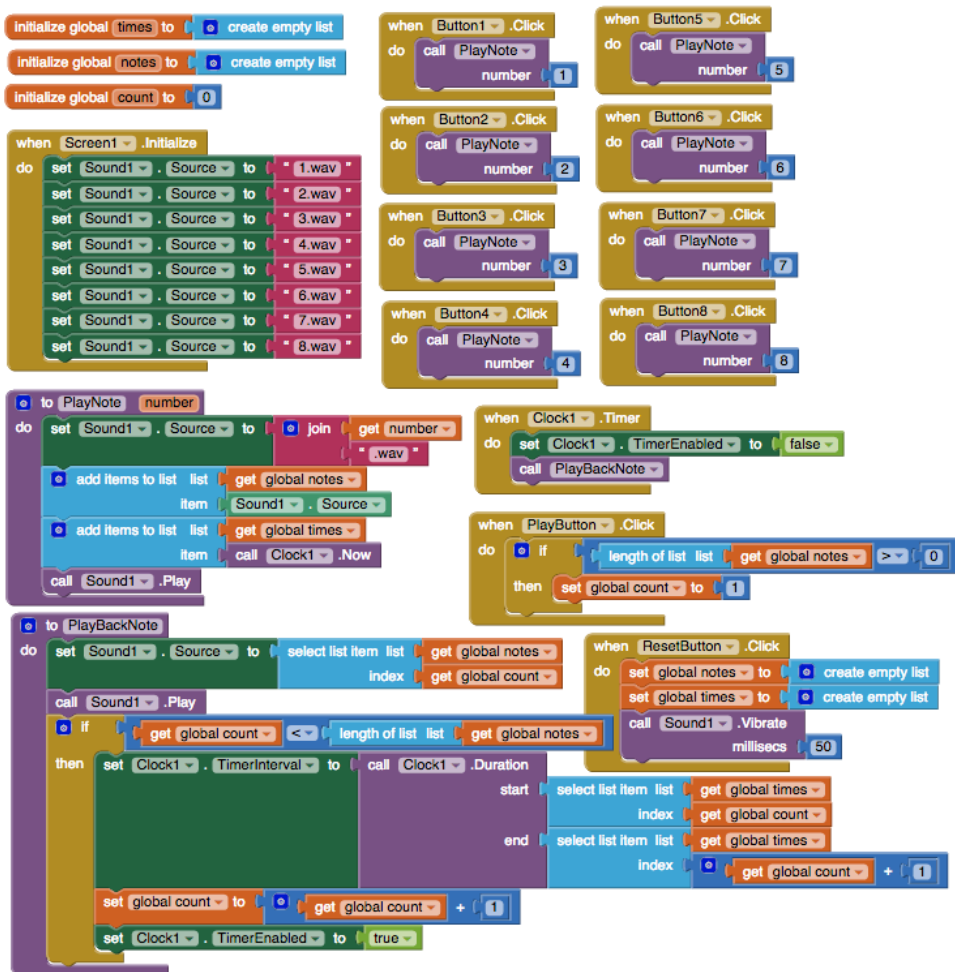 initialize global times to create empty list
initialize global notes to create empty list
initialize global count to 0
when Screen1 .Initialize
do set Sound1 . Source to " 1.wav "
set Sound1 . Source to " 2.wav "
set Sound1 . Source to " 3.wav "
set Sound1 . Source to " 4.wav "
set Sound1 . Source to " 5.wav "
set Sound1 . Source to " 6.wav "
set Sound1 . Source to " 7.wav "
set Sound1 . Source to " 8.wav "
when Button1 .Click
do call PlayNote
number 1
when Button2 .Click
do call PlayNote
number 2
when Button3 .Click
do call PlayNote
number 3
when Button4 .Click
do call PlayNote
number 4
when Button5 .Click
do call PlayNote
number 5
when Button6 .Click
do call PlayNote
number 6
when Button7 .Click
do call PlayNote
number 7
when Button8 .Click
do call PlayNote
number 8
to PlayNote number
do set Sound1 . Source to join get number
" .wav "
add items to list list get global notes
item Sound1 . Source
add items to list list get global times
item call Clock1 .Now
call Sound1 .Play
when Clock1 .Timer
do set Clock1 . TimerEnabled to false
call PlayBackNote
when PlayButton .Click
do if length of list list get global notes > 0
then set global count to 1
to PlayBackNote
do set Sound1 . Source to select list item list get global notes
index get global count
call Sound1 .Play
if get global count < length of list list get global notes
then set Clock1 . TimerInterval to call Clock1 .Duration
start select list item list get global times
index get global count
end select list item list get global times
index get global count + 1
set global count to get global count + 1
set Clock1 . TimerEnabled to true
when ResetButton .Click
do set global notes to create empty list
set global times to create empty list
call Sound1 .Vibrate
millisecs 50